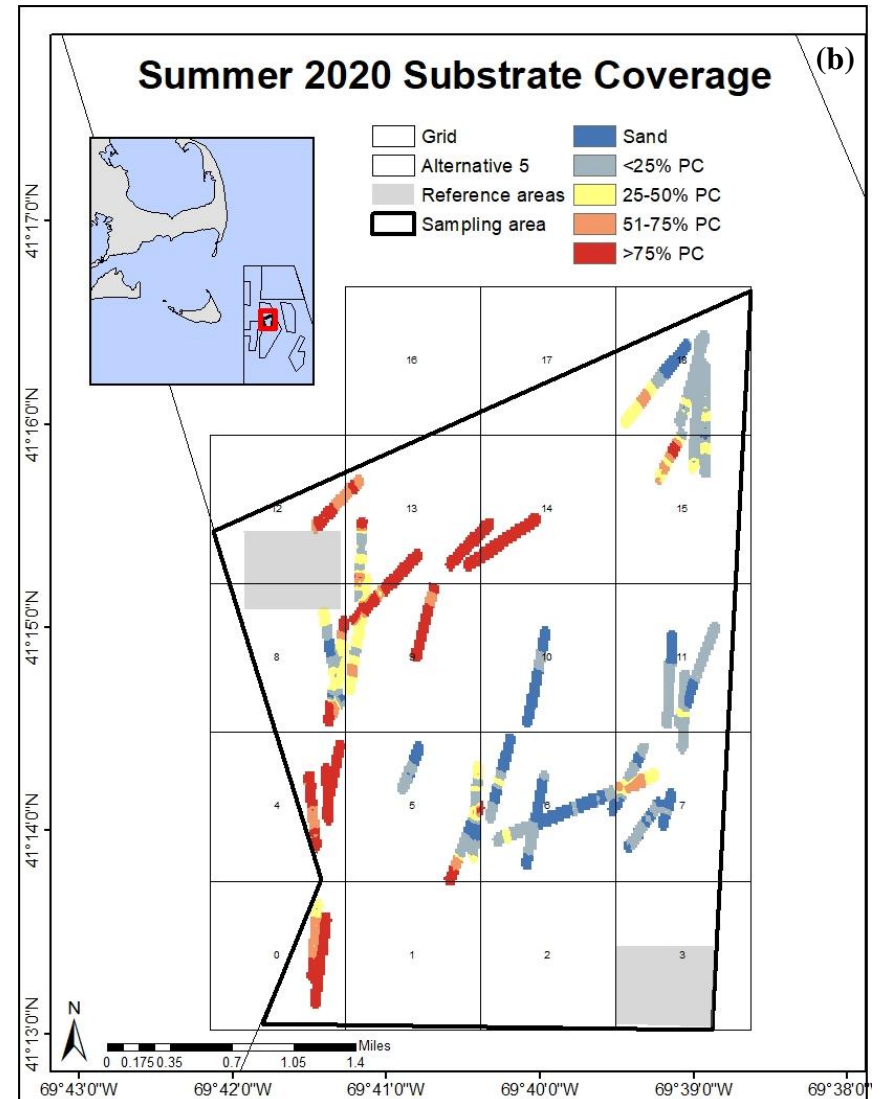 (b)
Summer 2020 Substrate Coverage
Grid
Alternative 5
Reference areas
Sampling area
Sand
<25% PC
25-50% PC
51-75% PC
>75% PC
41°17'0"N
41°16'0"N
41°15'0"N
41°14'0"N
41°13'0"N
16 17 18
12 13 14 15
8 9 10 11
4 5 6 7
0 1 2 3
N
Miles
0 0.175 0.35 0.7 1.05 1.4
69°43'0"W 69°42'0"W 69°41'0"W 69°40'0"W 69°39'0"W 69°38'0"W